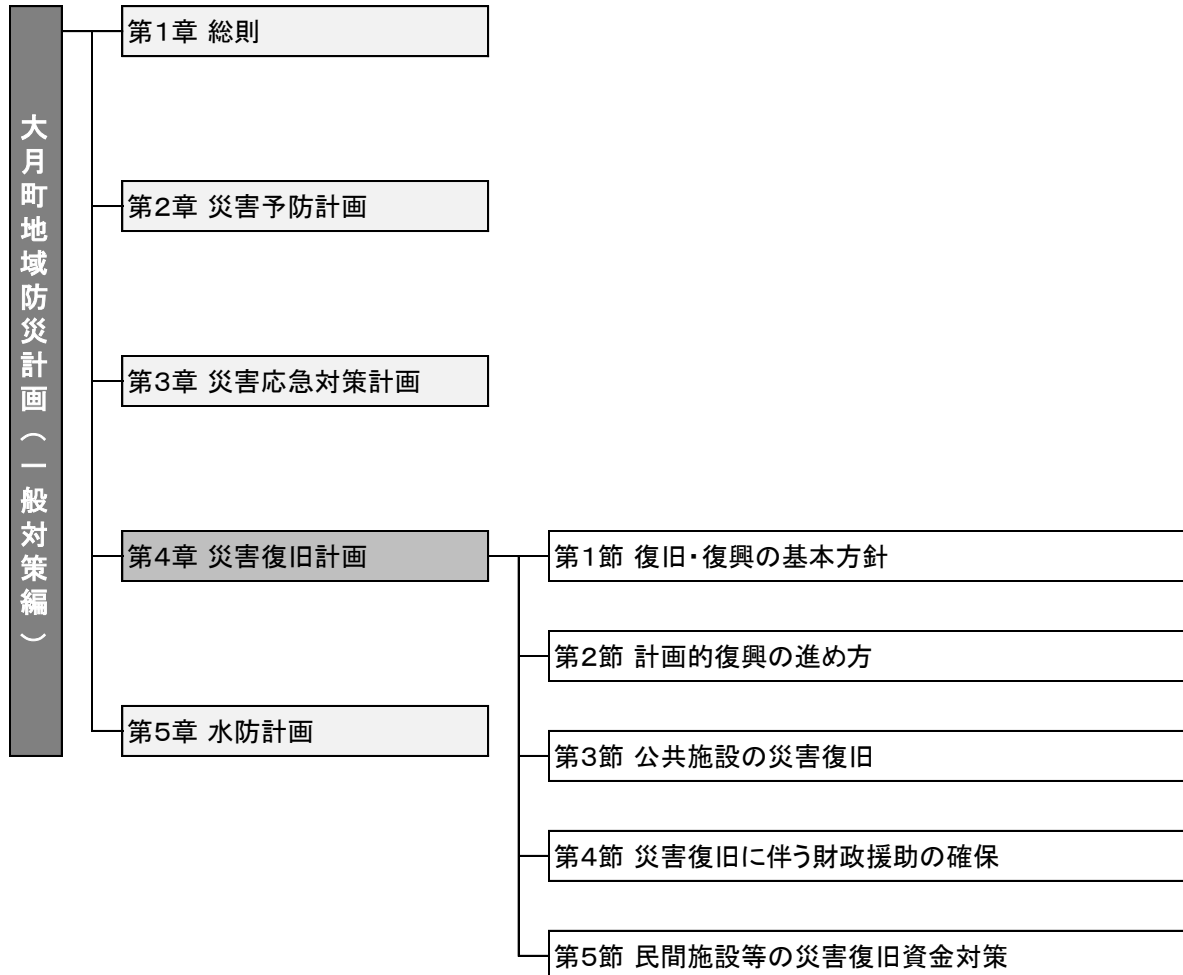 大月町地域防災計画（一般対策編）
第1章 総則
第2章 災害予防計画
第3章 災害応急対策計画
第4章 災害復旧計画
第5章 水防計画
第1節 復旧・復興の基本方針
第2節 計画的復興の進め方
第3節 公共施設の災害復旧
第4節 災害復旧に伴う財政援助の確保
第5節 民間施設等の災害復旧資金対策